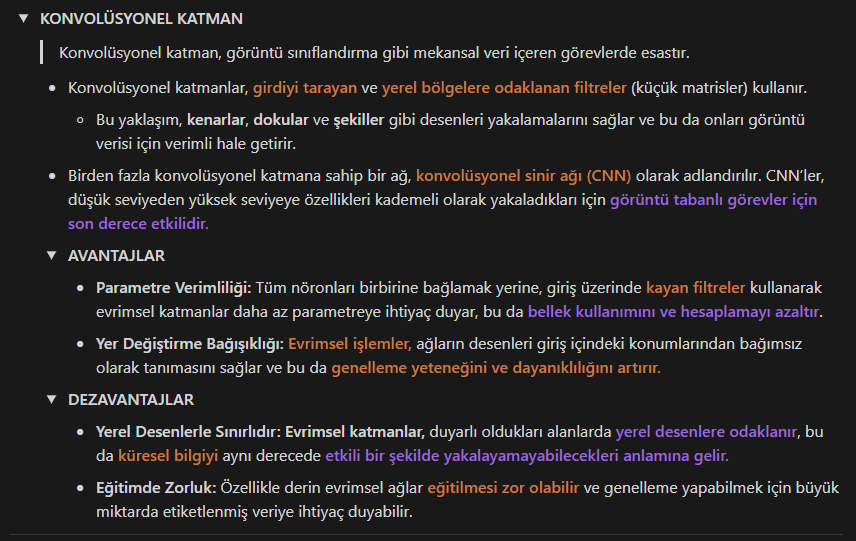 ▼ KONVOLÜSYONEL KATMAN
Konvolüsyonel katman, görüntü sınıflandırma gibi mekansal veri içeren görevlerde esastır.
• Konvolüsyonel katmanlar, girdiyi tarayan ve yerel bölgelere odaklanan filtreler (küçük matrisler) kullanır.
◦ Bu yaklaşım, kenarlar, dokular ve şekiller gibi desenleri yakalamalarını sağlar ve bu da onları görüntü
verisi için verimli hale getirir.
• Birden fazla konvolüsyonel katmana sahip bir ağ, konvolüsyonel sinir ağı (CNN) olarak adlandırılır. CNN’ler,
düşük seviyeden yüksek seviyeye özellikleri kademeli olarak yakaladıkları için görüntü tabanlı görevler için
son derece etkilidir.
▼ AVANTAJLAR
• Parametre Verimliliği: Tüm nöronları birbirine bağlamak yerine, giriş üzerinde kayan filtreler kullanarak
evrimsel katmanlar daha az parametreye ihtiyaç duyar, bu da bellek kullanımını ve hesaplamayı azaltır.
• Yer Değiştirme Bağışıklığı: Evrimsel işlemler, ağların desenleri giriş içindeki konumlarından bağımsız
olarak tanımasını sağlar ve bu da genelleme yeteneğini ve dayanıklılığını artırır.
▼ DEZAVANTAJLAR
• Yerel Desenlerle Sınırlıdır: Evrimsel katmanlar, duyarlı oldukları alanlarda yerel desenlere odaklanır, bu
da küresel bilgiyi aynı derecede etkili bir şekilde yakalayamayabilecekleri anlamına gelir.
• Eğitimde Zorluk: Özellikle derin evrimsel ağlar eğitilmesi zor olabilir ve genelleme yapabilmek için büyük
miktarda etiketlenmiş veriye ihtiyaç duyabilir.